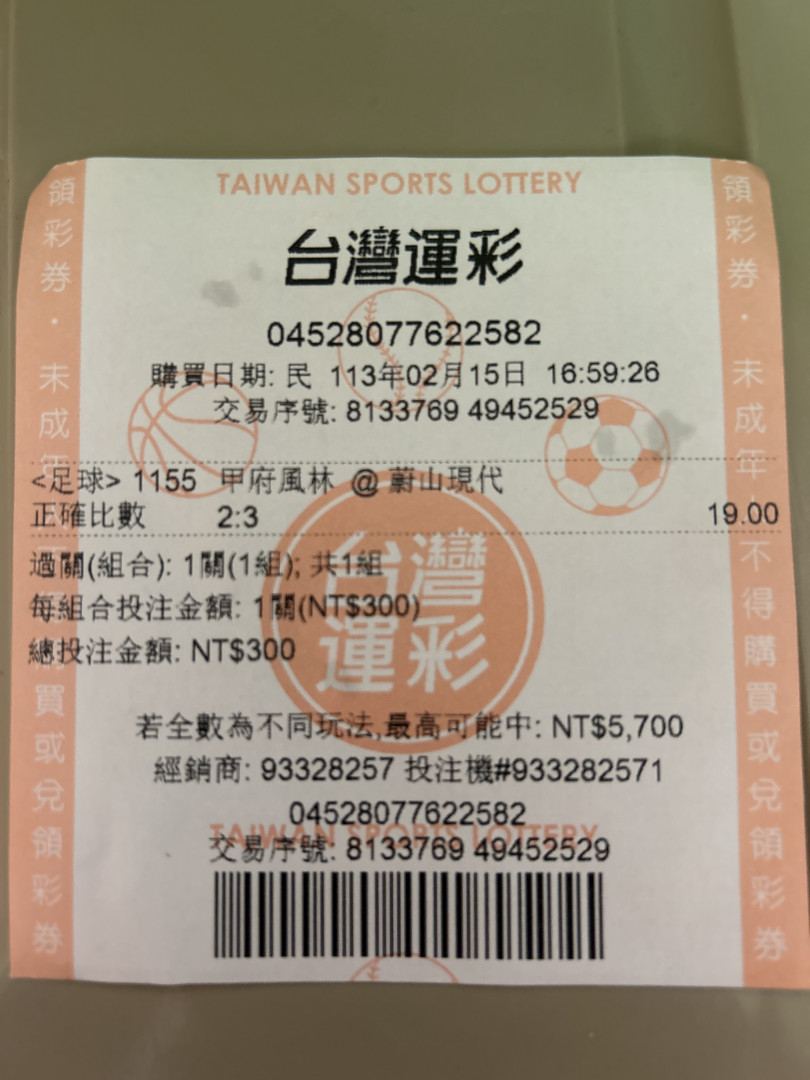 TAIWAN SPORTS LOTTERY
台灣運彩
04528077622582
購買日期: 民 113年02月15日 16:59:26
交易序號: 8133769 49452529
<足球> 1155 甲府風林 @ 蔚山現代
正確比數 2:3 19.00
過關(組合): 1關(1組); 共1組
每組合投注金額: 1關(NT$300)
總投注金額: NT$300
台灣運彩
若全數為不同玩法,最高可能中: NT$5,700
經銷商: 93328257 投注機#933282571
04528077622582
TAIWAN SPORTS LOTTERY
交易序號: 8133769 49452529
領彩券・未成年
買或兌領彩券
領彩券・未成年
不得購買或兌領彩券